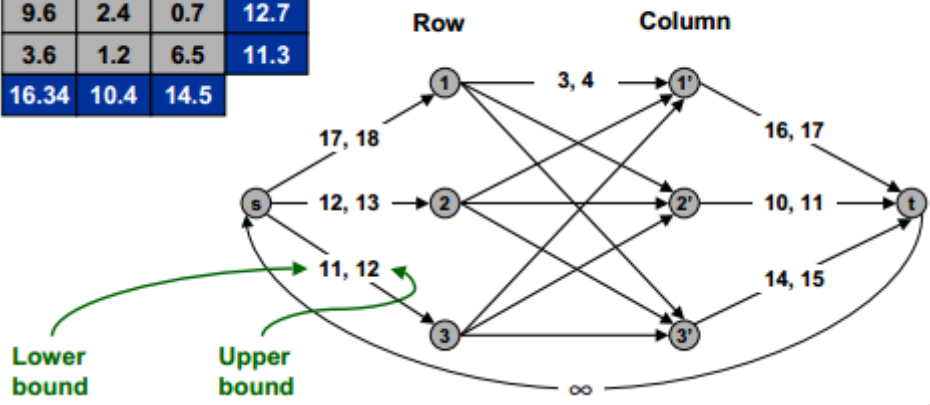 9.6 2.4 0.7 12.7
3.6 1.2 6.5 11.3
16.34 10.4 14.5
Row Column
1 3, 4 1'
17, 18 16, 17
s 12, 13 2 2' 10, 11 t
11, 12 14, 15
3 3'
Lower bound
Upper bound
∞